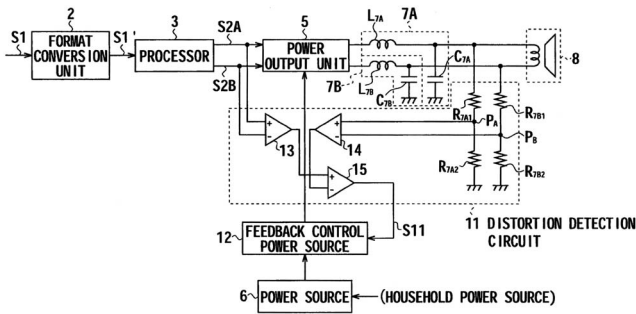 2
3
S2A
5
L7A
7A
S1
FORMAT
CONVERSION
UNIT
S1'
PROCESSOR
POWER
OUTPUT UNIT
C7A
8
S2B
7B
L7B
C7B
R7A1
R7B1
PA
PB
+
-
13
+
-
14
+
-
15
R7A2
R7B2
12
FEEDBACK CONTROL
POWER SOURCE
S11
11 DISTORTION DETECTION
CIRCUIT
6
POWER SOURCE
(HOUSEHOLD POWER SOURCE)